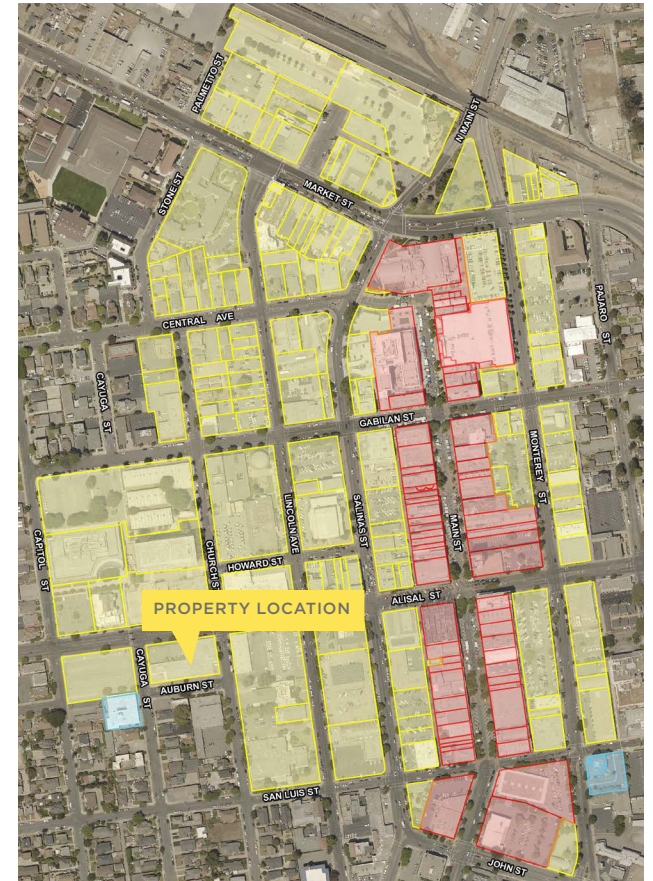 PALMETTO ST
N MAIN ST
STONE ST
MARKET ST
PAJARO ST
CENTRAL AVE
CAYUGA ST
GABILAN ST
MONTEREY ST
LINCOLN AVE
SALINAS ST
MAIN ST
CAPITOL ST
CHURCH ST
HOWARD ST
ALISAL ST
PROPERTY LOCATION
CAYUGA ST
AUBURN ST
SAN LUIS ST
JOHN ST